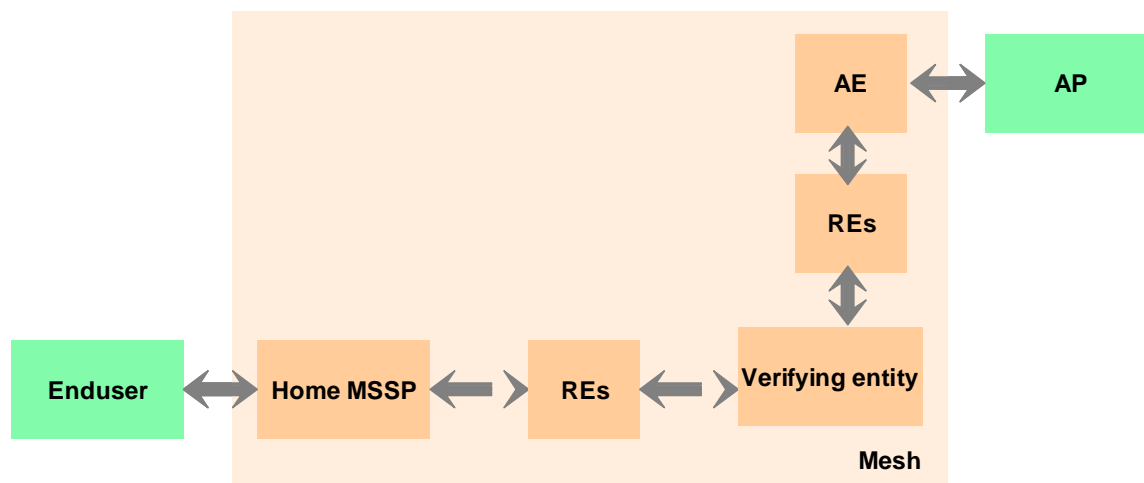 AE
AP
REs
Enduser
Home MSSP
REs
Verifying entity
Mesh